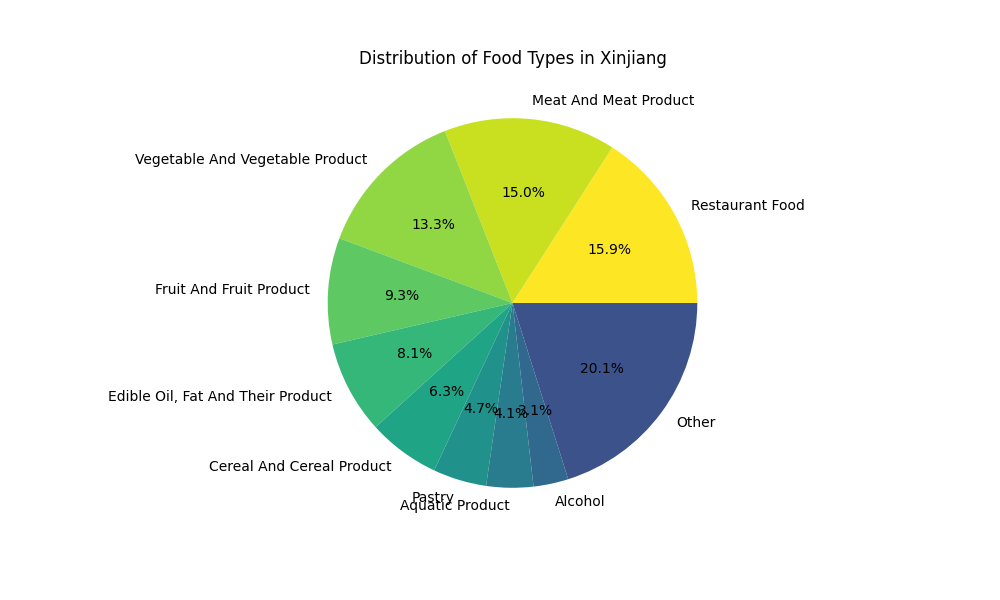 Distribution of Food Types in Xinjiang
Meat And Meat Product
Vegetable And Vegetable Product
15.0%
Restaurant Food
13.3%
15.9%
Fruit And Fruit Product
9.3%
8.1%
20.1%
Edible Oil, Fat And Their Product
6.3%
4.7%
4.1%
3.1%
Other
Cereal And Cereal Product
Pastry
Aquatic Product
Alcohol